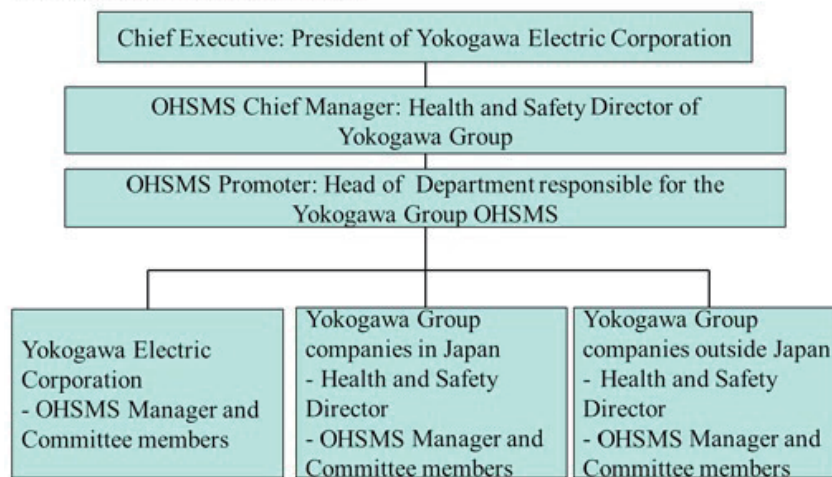 Chief Executive: President of Yokogawa Electric Corporation
OHSMS Chief Manager: Health and Safety Director of
Yokogawa Group
OHSMS Promoter: Head of Department responsible for the
Yokogawa Group OHSMS
Yokogawa Electric
Corporation
- OHSMS Manager and
Committee members
Yokogawa Group
companies in Japan
- Health and Safety
Director
- OHSMS Manager and
Committee members
Yokogawa Group
companies outside Japan
- Health and Safety
Director
- OHSMS Manager and
Committee members